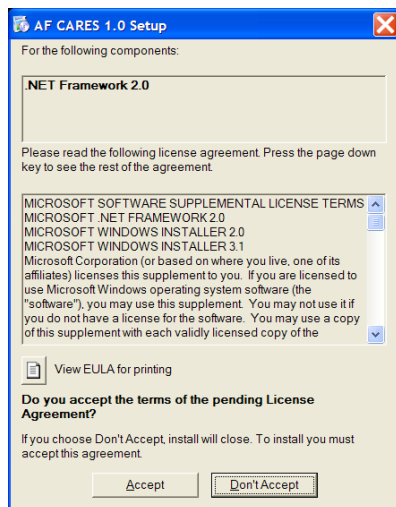 AF CARES 1.0 Setup
For the following components:
.NET Framework 2.0
Please read the following license agreement. Press the page down
key to see the rest of the agreement.
MICROSOFT SOFTWARE SUPPLEMENTAL LICENSE TERMS
MICROSOFT .NET FRAMEWORK 2.0
MICROSOFT WINDOWS INSTALLER 2.0
MICROSOFT WINDOWS INSTALLER 3.1
Microsoft Corporation (or based on where you live, one of its
affiliates) licenses this supplement to you. If you are licensed to
use Microsoft Windows operating system software (the
"software"), you may use this supplement. You may not use it if
you do not have a license for the software. You may use a copy
of this supplement with each validly licensed copy of the
View EULA for printing
Do you accept the terms of the pending License
Agreement?
If you choose Don't Accept, install will close. To install you must
accept this agreement.
Accept Don't Accept